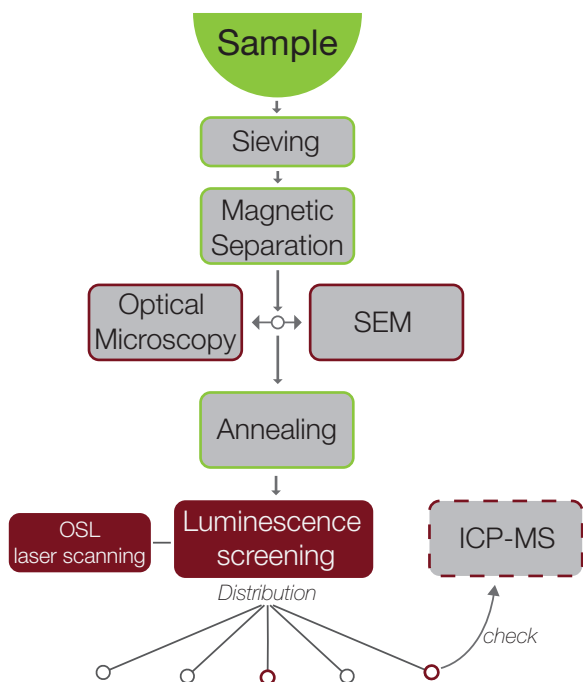 Sample
Sieving
Magnetic
Separation
Optical
Microscopy
SEM
Annealing
OSL
laser scanning
Luminescence
screening
ICP-MS
Distribution
check